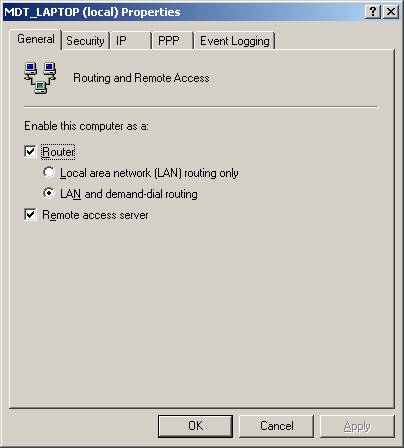 MDT_LAPTOP (local) Properties
General Security IP PPP Event Logging
Routing and Remote Access
Enable this computer as a:
Router
Local area network (LAN) routing only
LAN and demand-dial routing
Remote access server
OK Cancel Apply